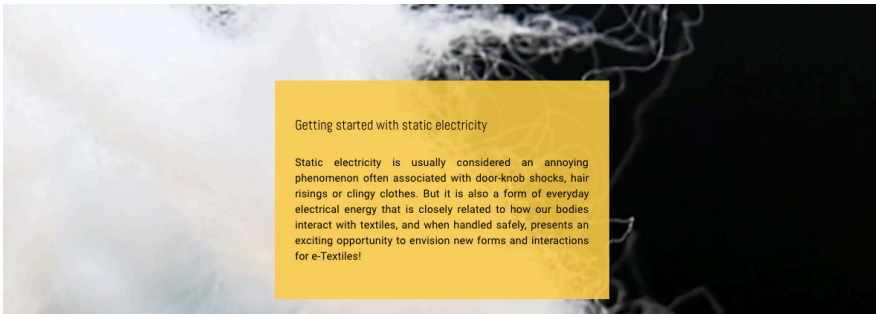 Getting started with static electricity
Static electricity is usually considered an annoying
phenomenon often associated with door-knob shocks, hair
risings or clingy clothes. But it is also a form of everyday
electrical energy that is closely related to how our bodies
interact with textiles, and when handled safely, presents an
exciting opportunity to envision new forms and interactions
for e-Textiles!